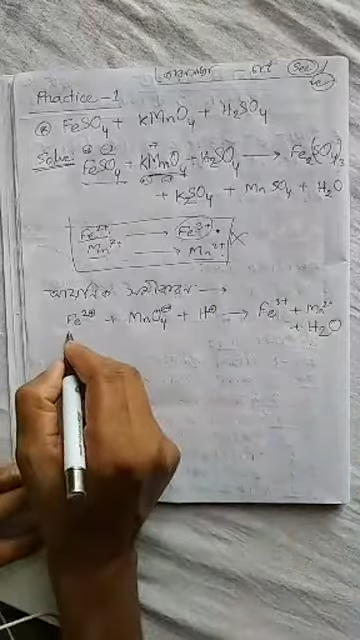 Practice-1
FeSO₄ + KMnO₄ + H₂SO₄
Solve: FeSO₄ + KMnO₄ + H₂SO₄ ⟶ Fe₂(SO₄)₃
+ K₂SO₄ + MnSO₄ + H₂O
Fe²⁺ ⟶ Fe³⁺
Mn⁷⁺ ⟶ Mn²⁺
আয়নিক সমীকরণ ⟶
Fe²⊕ + MnO₄⊖ + H⊕ ⟶ Fe³⁺ + Mn²⁺
+ H₂O